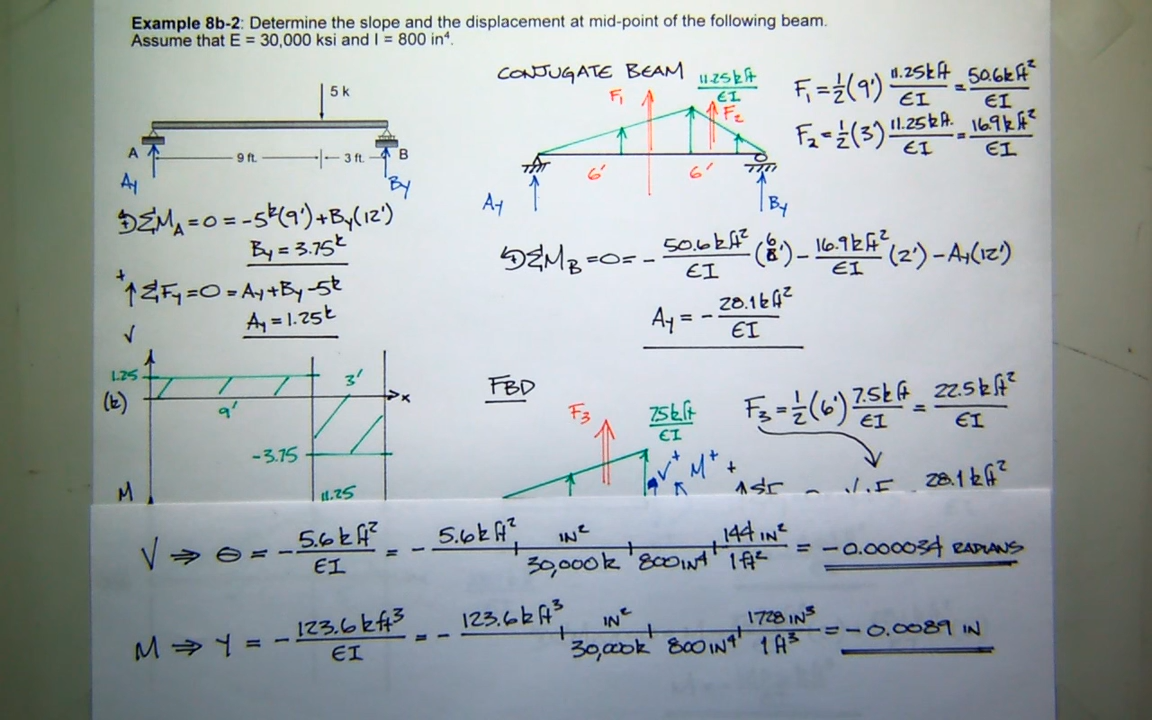 Example 8b-2: Determine the slope and the displacement at mid-point of the following beam.
Assume that E = 30,000 ksi and I = 800 in⁴.
5 k
A
9 ft.
3 ft.
B
Ay
By
↺ΣM_A = 0 = -5ᵏ(9') + By(12')
By = 3.75ᵏ
+↑ΣFy = 0 = Ay + By - 5ᵏ
Ay = 1.25ᵏ
V
1.25
(k)
9'
3'
x
-3.75
M
11.25
CONJUGATE BEAM
11.25kft/EI
F₁
F₂
6'
6'
Ay
By
F₁ = ½(9') 11.25kft/EI = 50.6kft²/EI
F₂ = ½(3') 11.25kft/EI = 16.9kft²/EI
↺ΣM_B = 0 = - 50.6kft²/EI (6') - 16.9kft²/EI (2') - Ay(12')
Ay = - 28.1kft²/EI
FBD
F₃
7.5kft/EI
V⁺ M⁺
F₃ = ½(6') 7.5kft/EI = 22.5kft²/EI
28.1kft²
V ⇒ θ = - 5.6kft²/EI = - 5.6kft² | IN²/30,000k | /800IN⁴ | 144 IN²/1ft² = -0.000034 RADIANS
M ⇒ Y = - 123.6kft³/EI = - 123.6kft³ | IN²/30,000k | /800IN⁴ | 1728 IN³/1ft³ = -0.0089 IN